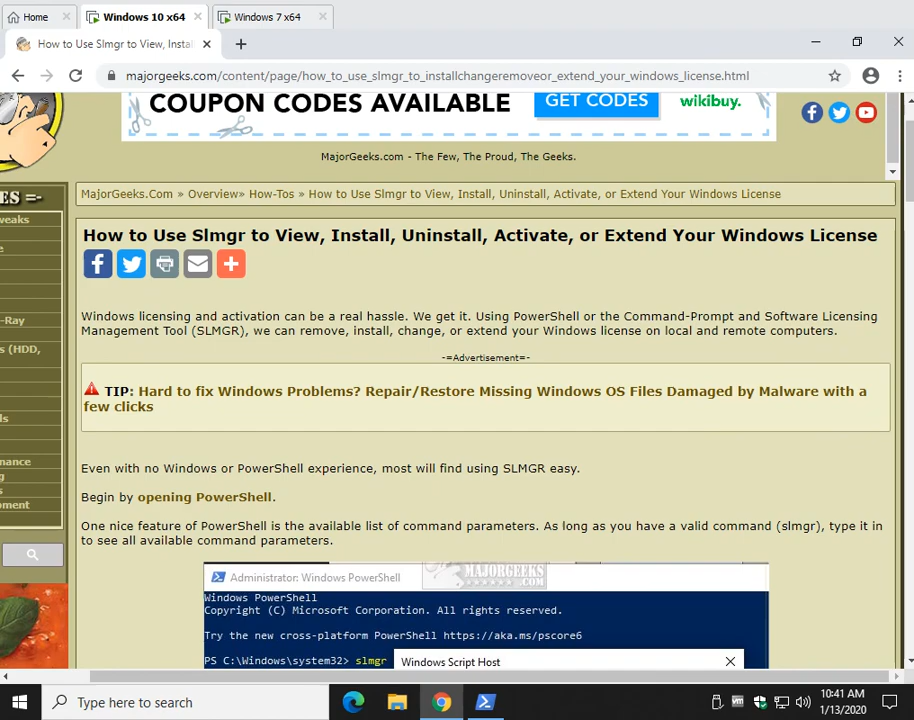 Home
Windows 10 x64
Windows 7 x64
How to Use Slmgr to View, Insta
majorgeeks.com/content/page/how_to_use_slmgr_to_installchangeremoveor_extend_your_windows_license.html
COUPON CODES AVAILABLE
GET CODES
wikibuy.
MajorGeeks.com - The Few, The Proud, The Geeks.
ES =-
weaks
e
-Ray
s (HDD,
ls
nance
g
s
pment
MajorGeeks.Com » Overview» How-Tos » How to Use Slmgr to View, Install, Uninstall, Activate, or Extend Your Windows License
How to Use Slmgr to View, Install, Uninstall, Activate, or Extend Your Windows License
Windows licensing and activation can be a real hassle. We get it. Using PowerShell or the Command-Prompt and Software Licensing
Management Tool (SLMGR), we can remove, install, change, or extend your Windows license on local and remote computers.
-=Advertisement=-
TIP: Hard to fix Windows Problems? Repair/Restore Missing Windows OS Files Damaged by Malware with a
few clicks
Even with no Windows or PowerShell experience, most will find using SLMGR easy.
Begin by opening PowerShell.
One nice feature of PowerShell is the available list of command parameters. As long as you have a valid command (slmgr), type it in
to see all available command parameters.
Administrator: Windows PowerShell
MAJORGEEKS
.COM
Windows PowerShell
Copyright (C) Microsoft Corporation. All rights reserved.
Try the new cross-platform PowerShell https://aka.ms/pscore6
PS C:\Windows\system32> slmgr
Windows Script Host
Type here to search
10:41 AM
1/13/2020